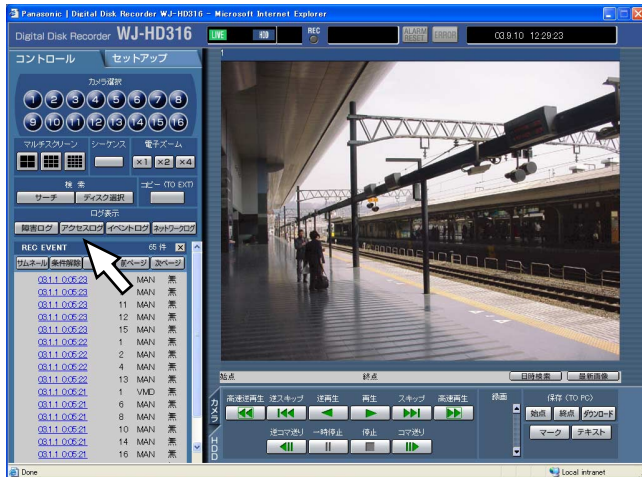 Panasonic | Digital Disk Recorder WJ-HD316 - Microsoft Internet Explorer
Digital Disk Recorder WJ-HD316
LIVE HDD REC ALARM RESET ERROR 03.9.10 12:29:23
コントロール セットアップ
カメラ選択
1 2 3 4 5 6 7 8
9 10 11 12 13 14 15 16
マルチスクリーン シーケンス 電子ズーム
×1 ×2 ×4
検 索 コピー (TO EXT)
サーチ ディスク選択
ログ表示
障害ログ アクセスログ イベントログ ネットワークログ
REC EVENT 65 件
サムネール 条件解除 前ページ 次ページ
03.1.1 0:05:23 MAN 無
03.1.1 0:05:23 MAN 無
03.1.1 0:05:23 11 MAN 無
03.1.1 0:05:23 12 MAN 無
03.1.1 0:05:23 15 MAN 無
03.1.1 0:05:22 1 MAN 無
03.1.1 0:05:22 2 MAN 無
03.1.1 0:05:22 4 MAN 無
03.1.1 0:05:22 13 MAN 無
03.1.1 0:05:21 1 VMD 無
03.1.1 0:05:21 6 MAN 無
03.1.1 0:05:21 8 MAN 無
03.1.1 0:05:21 10 MAN 無
03.1.1 0:05:21 14 MAN 無
03.1.1 0:05:21 16 MAN 無
1
始点 終点 日時検索 最新画像
カメラ
HDD
高速逆再生 逆スキップ 逆再生 再生 スキップ 高速再生
逆コマ送り 一時停止 停止 コマ送り
録画
保存 (TO PC)
始点 終点 ダウンロード
マーク テキスト
Done Local intranet